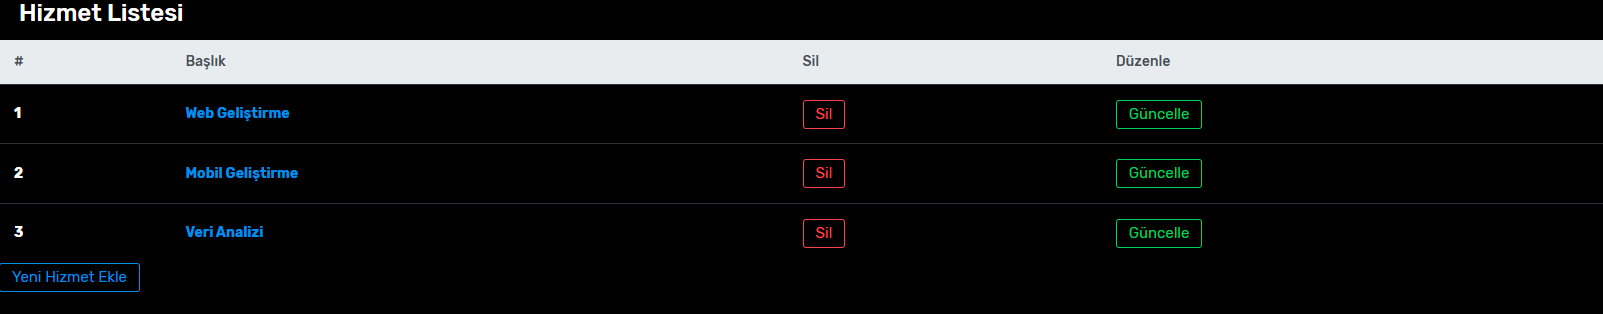 Hizmet Listesi
# Başlık Sil Düzenle
1 Web Geliştirme Sil Güncelle
2 Mobil Geliştirme Sil Güncelle
3 Veri Analizi Sil Güncelle
Yeni Hizmet Ekle